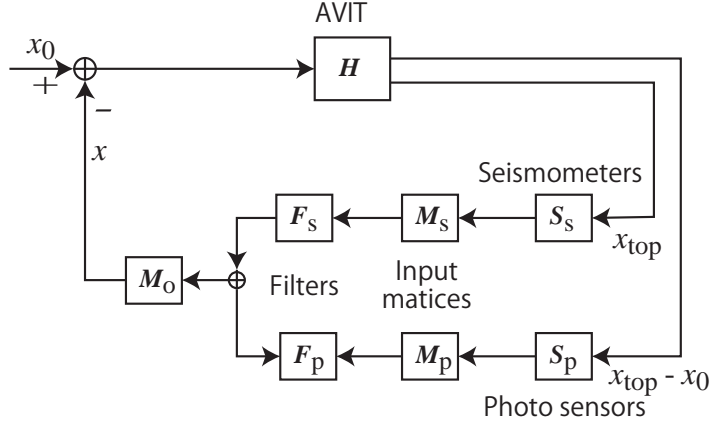 AVIT
x0
+
H
−
x
Seismometers
Fs
Ms
Ss
xtop
Mo
Filters
Input
matices
Fp
Mp
Sp
xtop - x0
Photo sensors